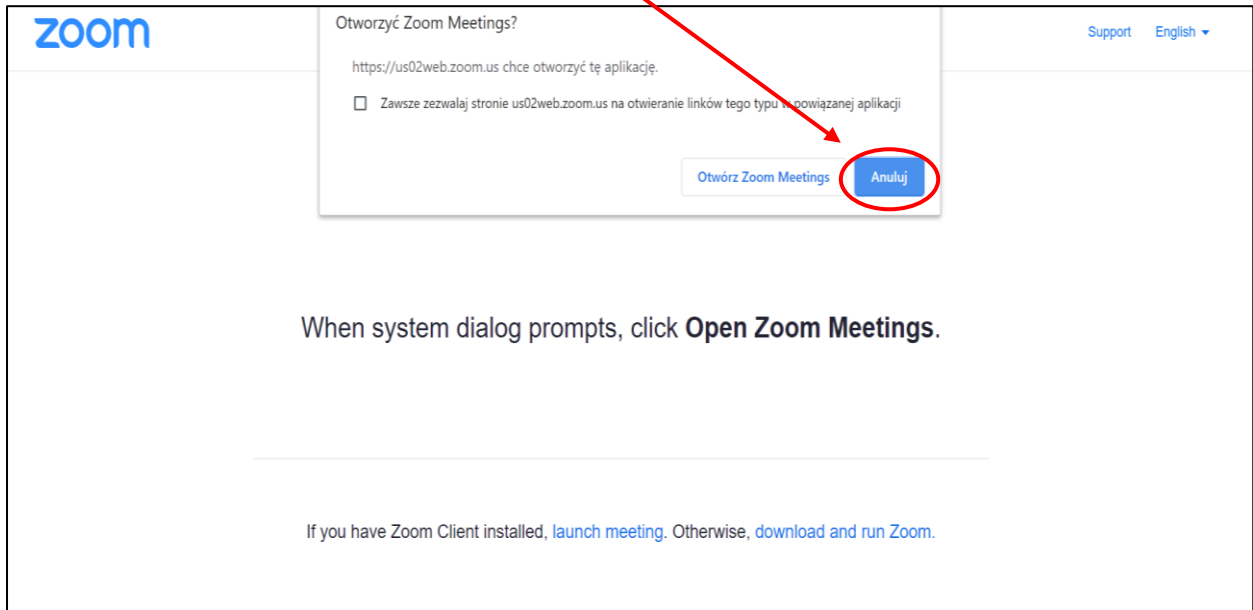 zoom
Support English
Otworzyć Zoom Meetings?
https://us02web.zoom.us chce otworzyć tę aplikację.
Zawsze zezwalaj stronie us02web.zoom.us na otwieranie linków tego typu w powiązanej aplikacji
Otwórz Zoom Meetings Anuluj
When system dialog prompts, click Open Zoom Meetings.
If you have Zoom Client installed, launch meeting. Otherwise, download and run Zoom.